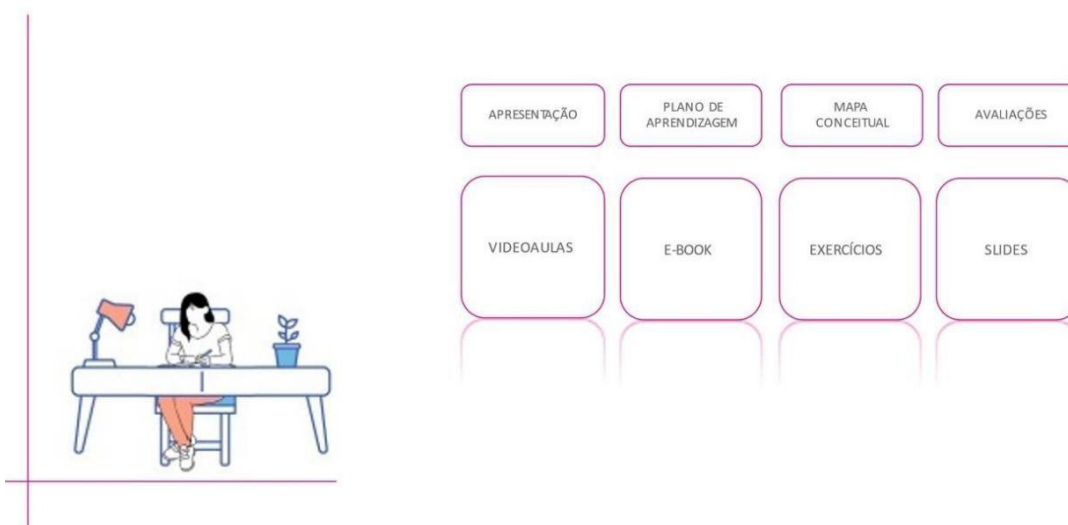 APRESENTAÇÃO
PLANO DE
APRENDIZAGEM
MAPA
CONCEITUAL
AVALIAÇÕES
VIDEOAULAS
E-BOOK
EXERCÍCIOS
SLIDES